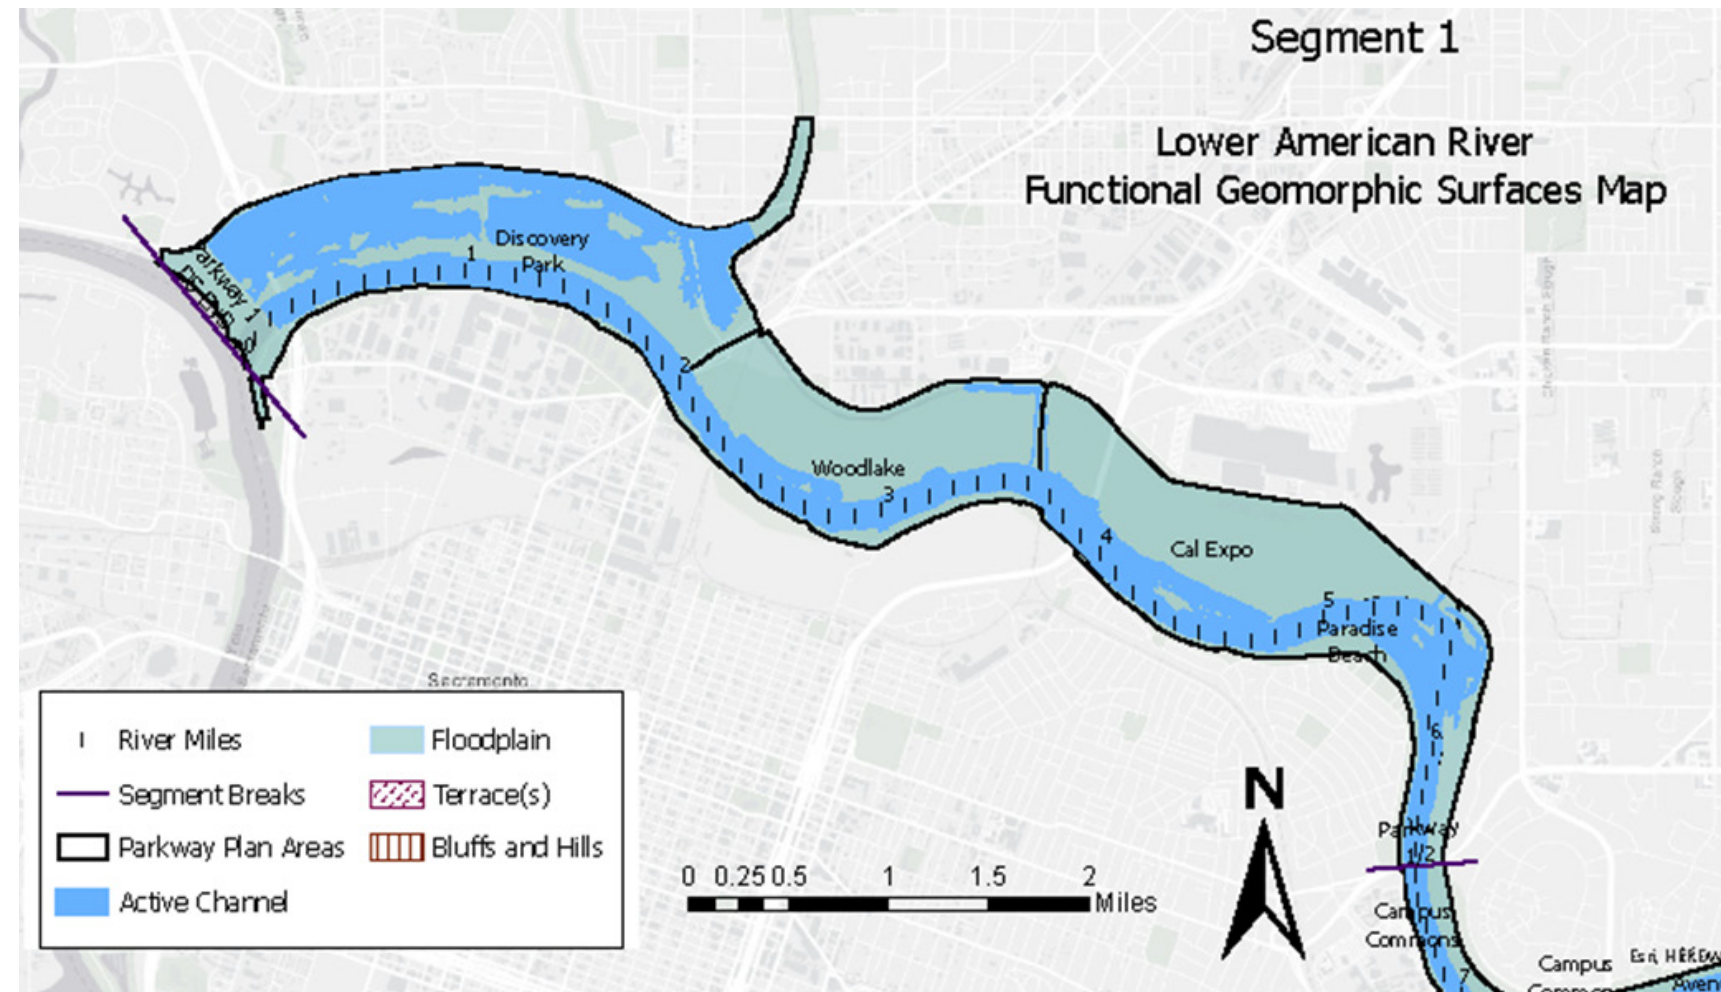 Segment 1
Lower American River
Functional Geomorphic Surfaces Map
Discovery
Park
1
2
Woodlake
3
4
Cal Expo
5
Paradise
Beach
6
Parkway
1/2
Campus
Commons
7
Campus
Esri, HERE
Sacramento
River Miles
Segment Breaks
Parkway Plan Areas
Active Channel
Floodplain
Terrace(s)
Bluffs and Hills
0 0.25 0.5 1 1.5 2
Miles
N